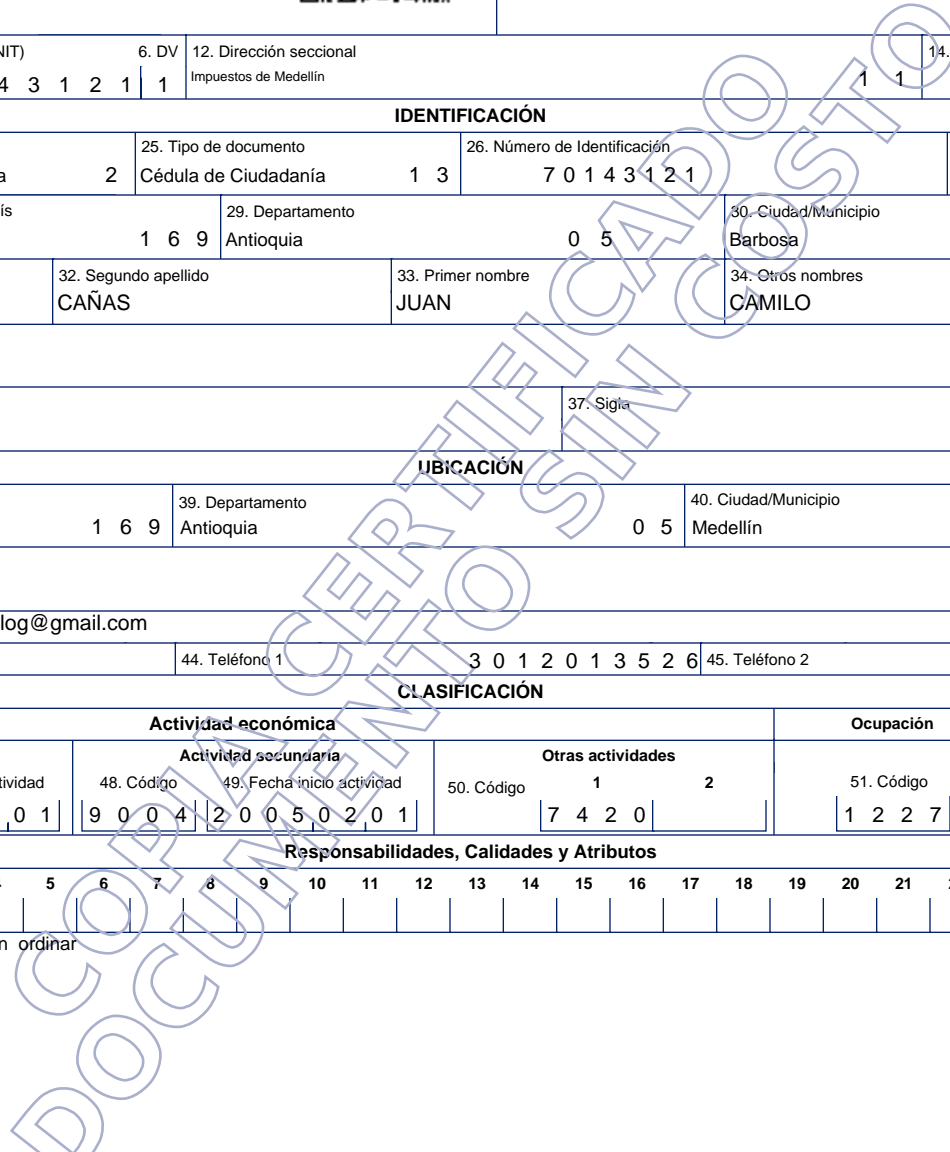 NIT) 6. DV 12. Dirección seccional 14.
4 3 1 2 1 1 Impuestos de Medellín 1 1
IDENTIFICACIÓN
25. Tipo de documento 26. Número de Identificación
a 2 Cédula de Ciudadanía 1 3 7 0 1 4 3 1 2 1
ís 29. Departamento 30. Ciudad/Municipio
1 6 9 Antioquia 0 5 Barbosa
32. Segundo apellido 33. Primer nombre 34. Otros nombres
CAÑAS JUAN CAMILO
37. Sigla
UBICACIÓN
39. Departamento 40. Ciudad/Municipio
1 6 9 Antioquia 0 5 Medellín
log@gmail.com
44. Teléfono 1 3 0 1 2 0 1 3 5 2 6 45. Teléfono 2
CLASIFICACIÓN
Actividad económica Ocupación
Actividad secundaria Otras actividades
tividad 48. Código 49. Fecha inicio actividad 50. Código 1 2 51. Código
0 1 9 0 0 4 2 0 0 5 0 2 0 1 7 4 2 0 1 2 2 7
Responsabilidades, Calidades y Atributos
5 6 7 8 9 10 11 12 13 14 15 16 17 18 19 20 21
n ordinar
COPIA CERTIFICADO
DOCUMENTO SIN COSTO